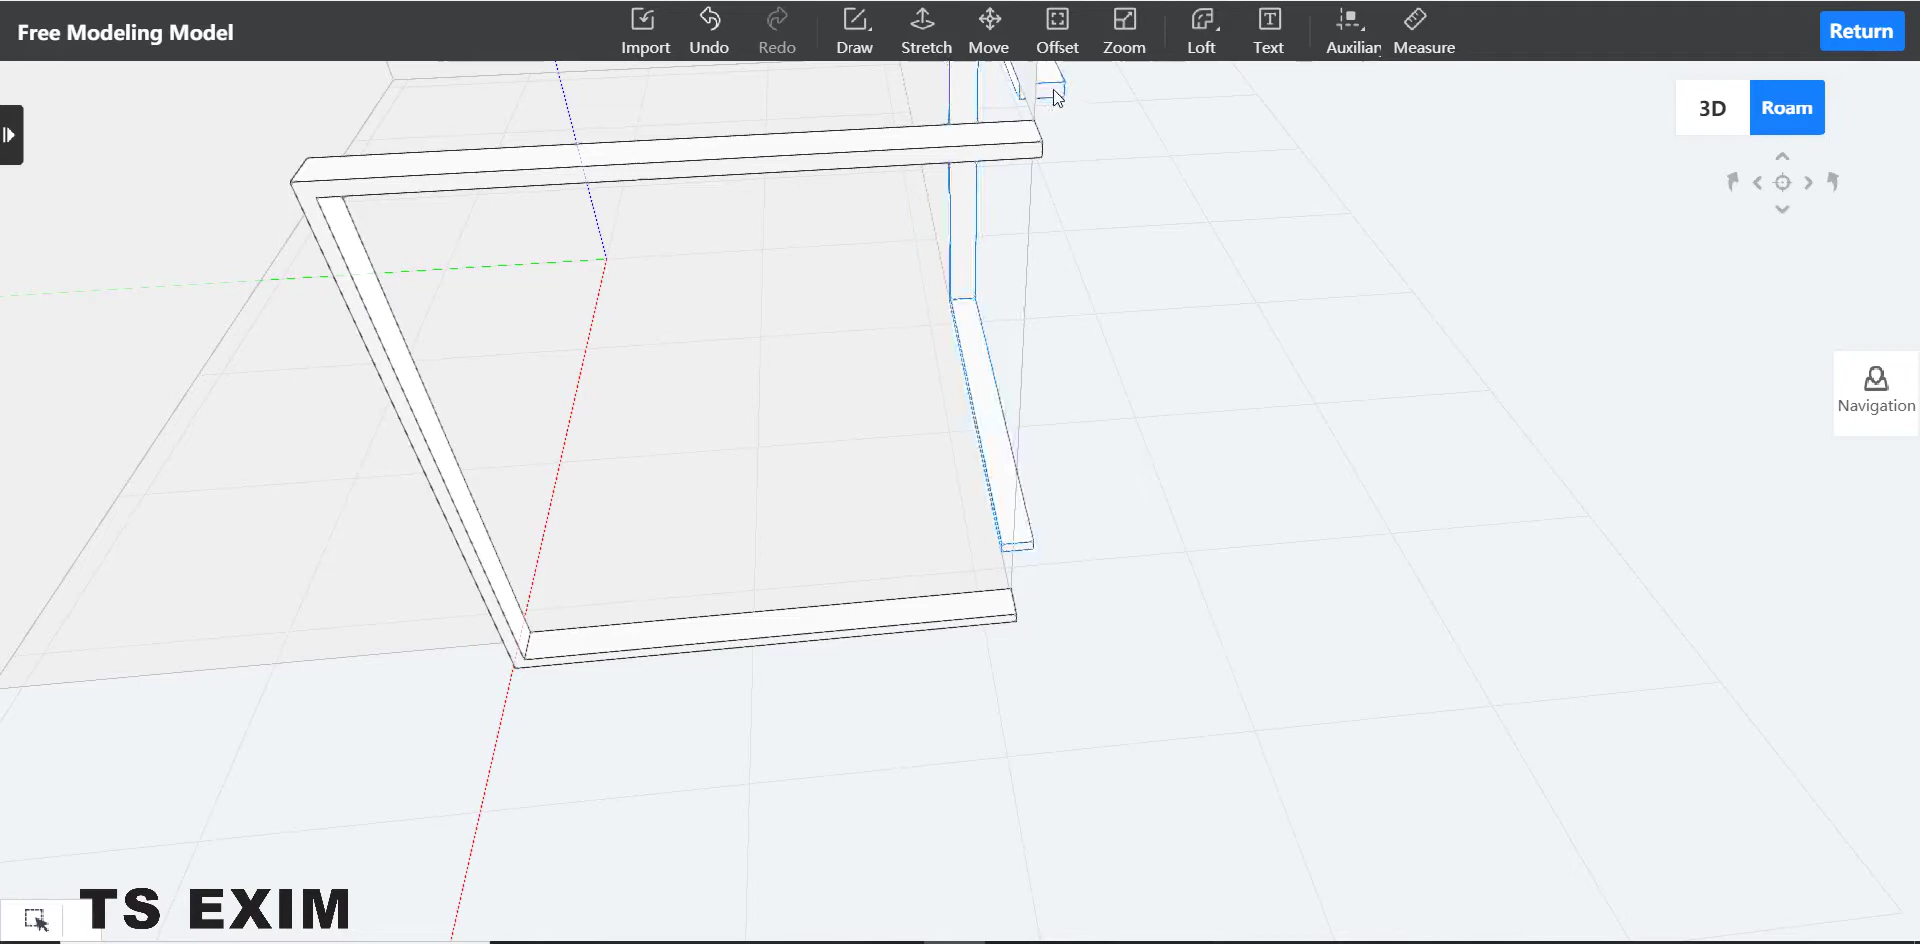 Free Modeling Model
Import
Undo
Redo
Draw
Stretch
Move
Offset
Zoom
Loft
Text
Auxiliar
Measure
Return
3D
Roam
Navigation
TS EXIM